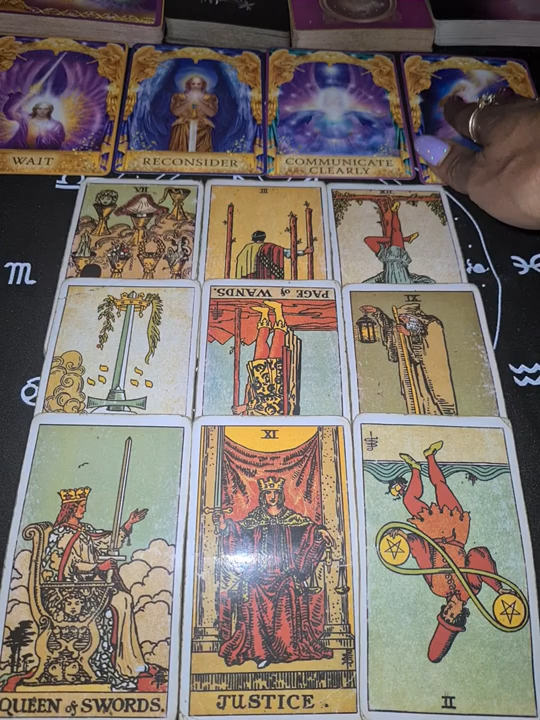 WAIT
RECONSIDER
COMMUNICATE
CLEARLY
VII
III
XII
PAGE of WANDS.
IX
XI
QUEEN of SWORDS.
JUSTICE .
II